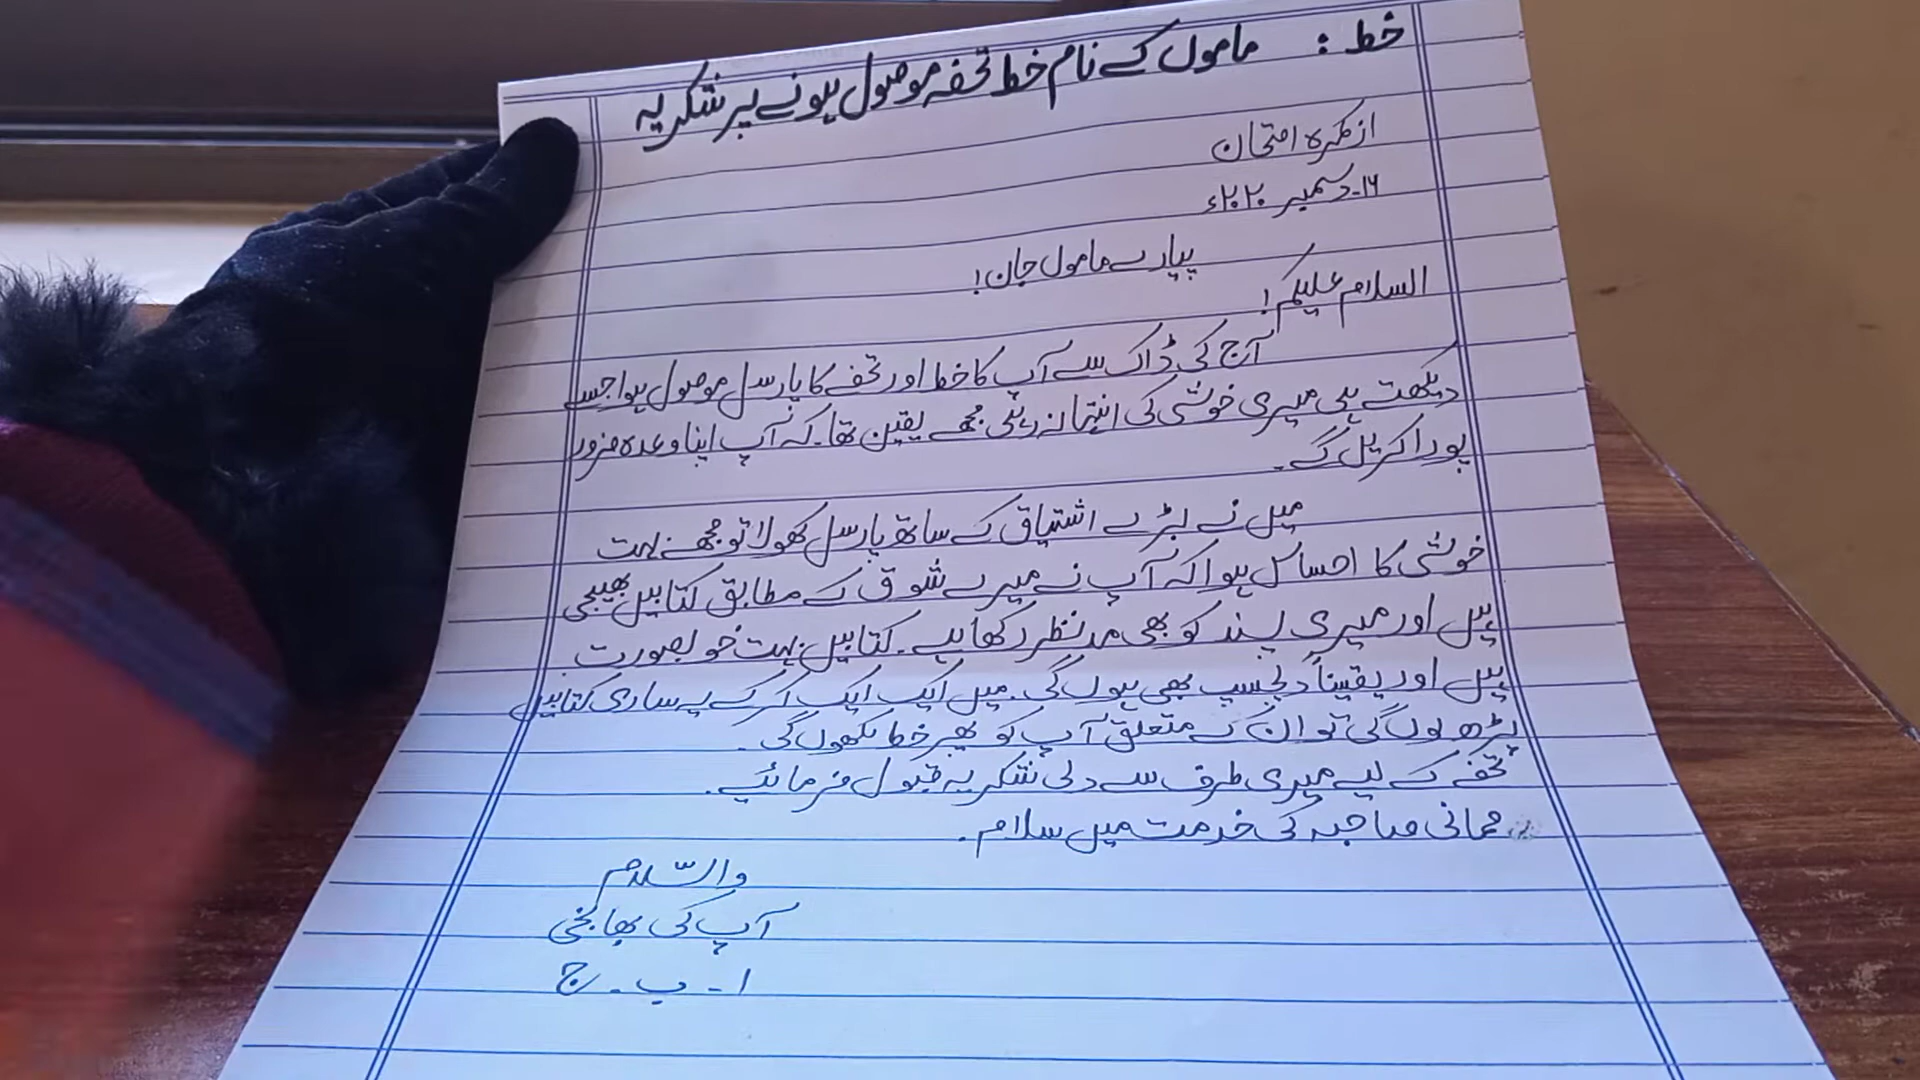 خط: ماموں کے نام خط تحفہ موصول ہونے پر شکریہ
از کمرہ امتحان
۱۶-دسمبر ۲۰۲۰ء
پیارے ماموں جان!
السلام علیکم!
آج کی ڈاک سے آپ کا خط اور تحفے کا پارسل موصول ہوا جسے
دیکھتے ہی میری خوشی کی انتہا نہ رہی مجھے یقین تھا۔ کہ آپ اپنا وعدہ ضرور
پورا کریں گے۔
میں نے بڑے اشتیاق کے ساتھ پارسل کھولا تو مجھے بہت
خوشی کا احساس ہوا کہ آپ نے میرے شوق کے مطابق کتابیں بھیجی
ہیں اور میری پسند کو بھی مدنظر رکھا ہے۔ کتابیں بہت خوبصورت
ہیں اور یقیناً دلچسپ بھی ہوں گی۔ میں ایک ایک کر کے یہ ساری کتابیں
پڑھ لوں گی تو ان کے متعلق آپ کو پھر خط لکھوں گی۔
تحفے کے لیے میری طرف سے دلی شکریہ قبول فرمائیے۔
ممانی صاحبہ کی خدمت میں سلام۔
والسّلام
آپ کی بھانجی
ا - ب - ج